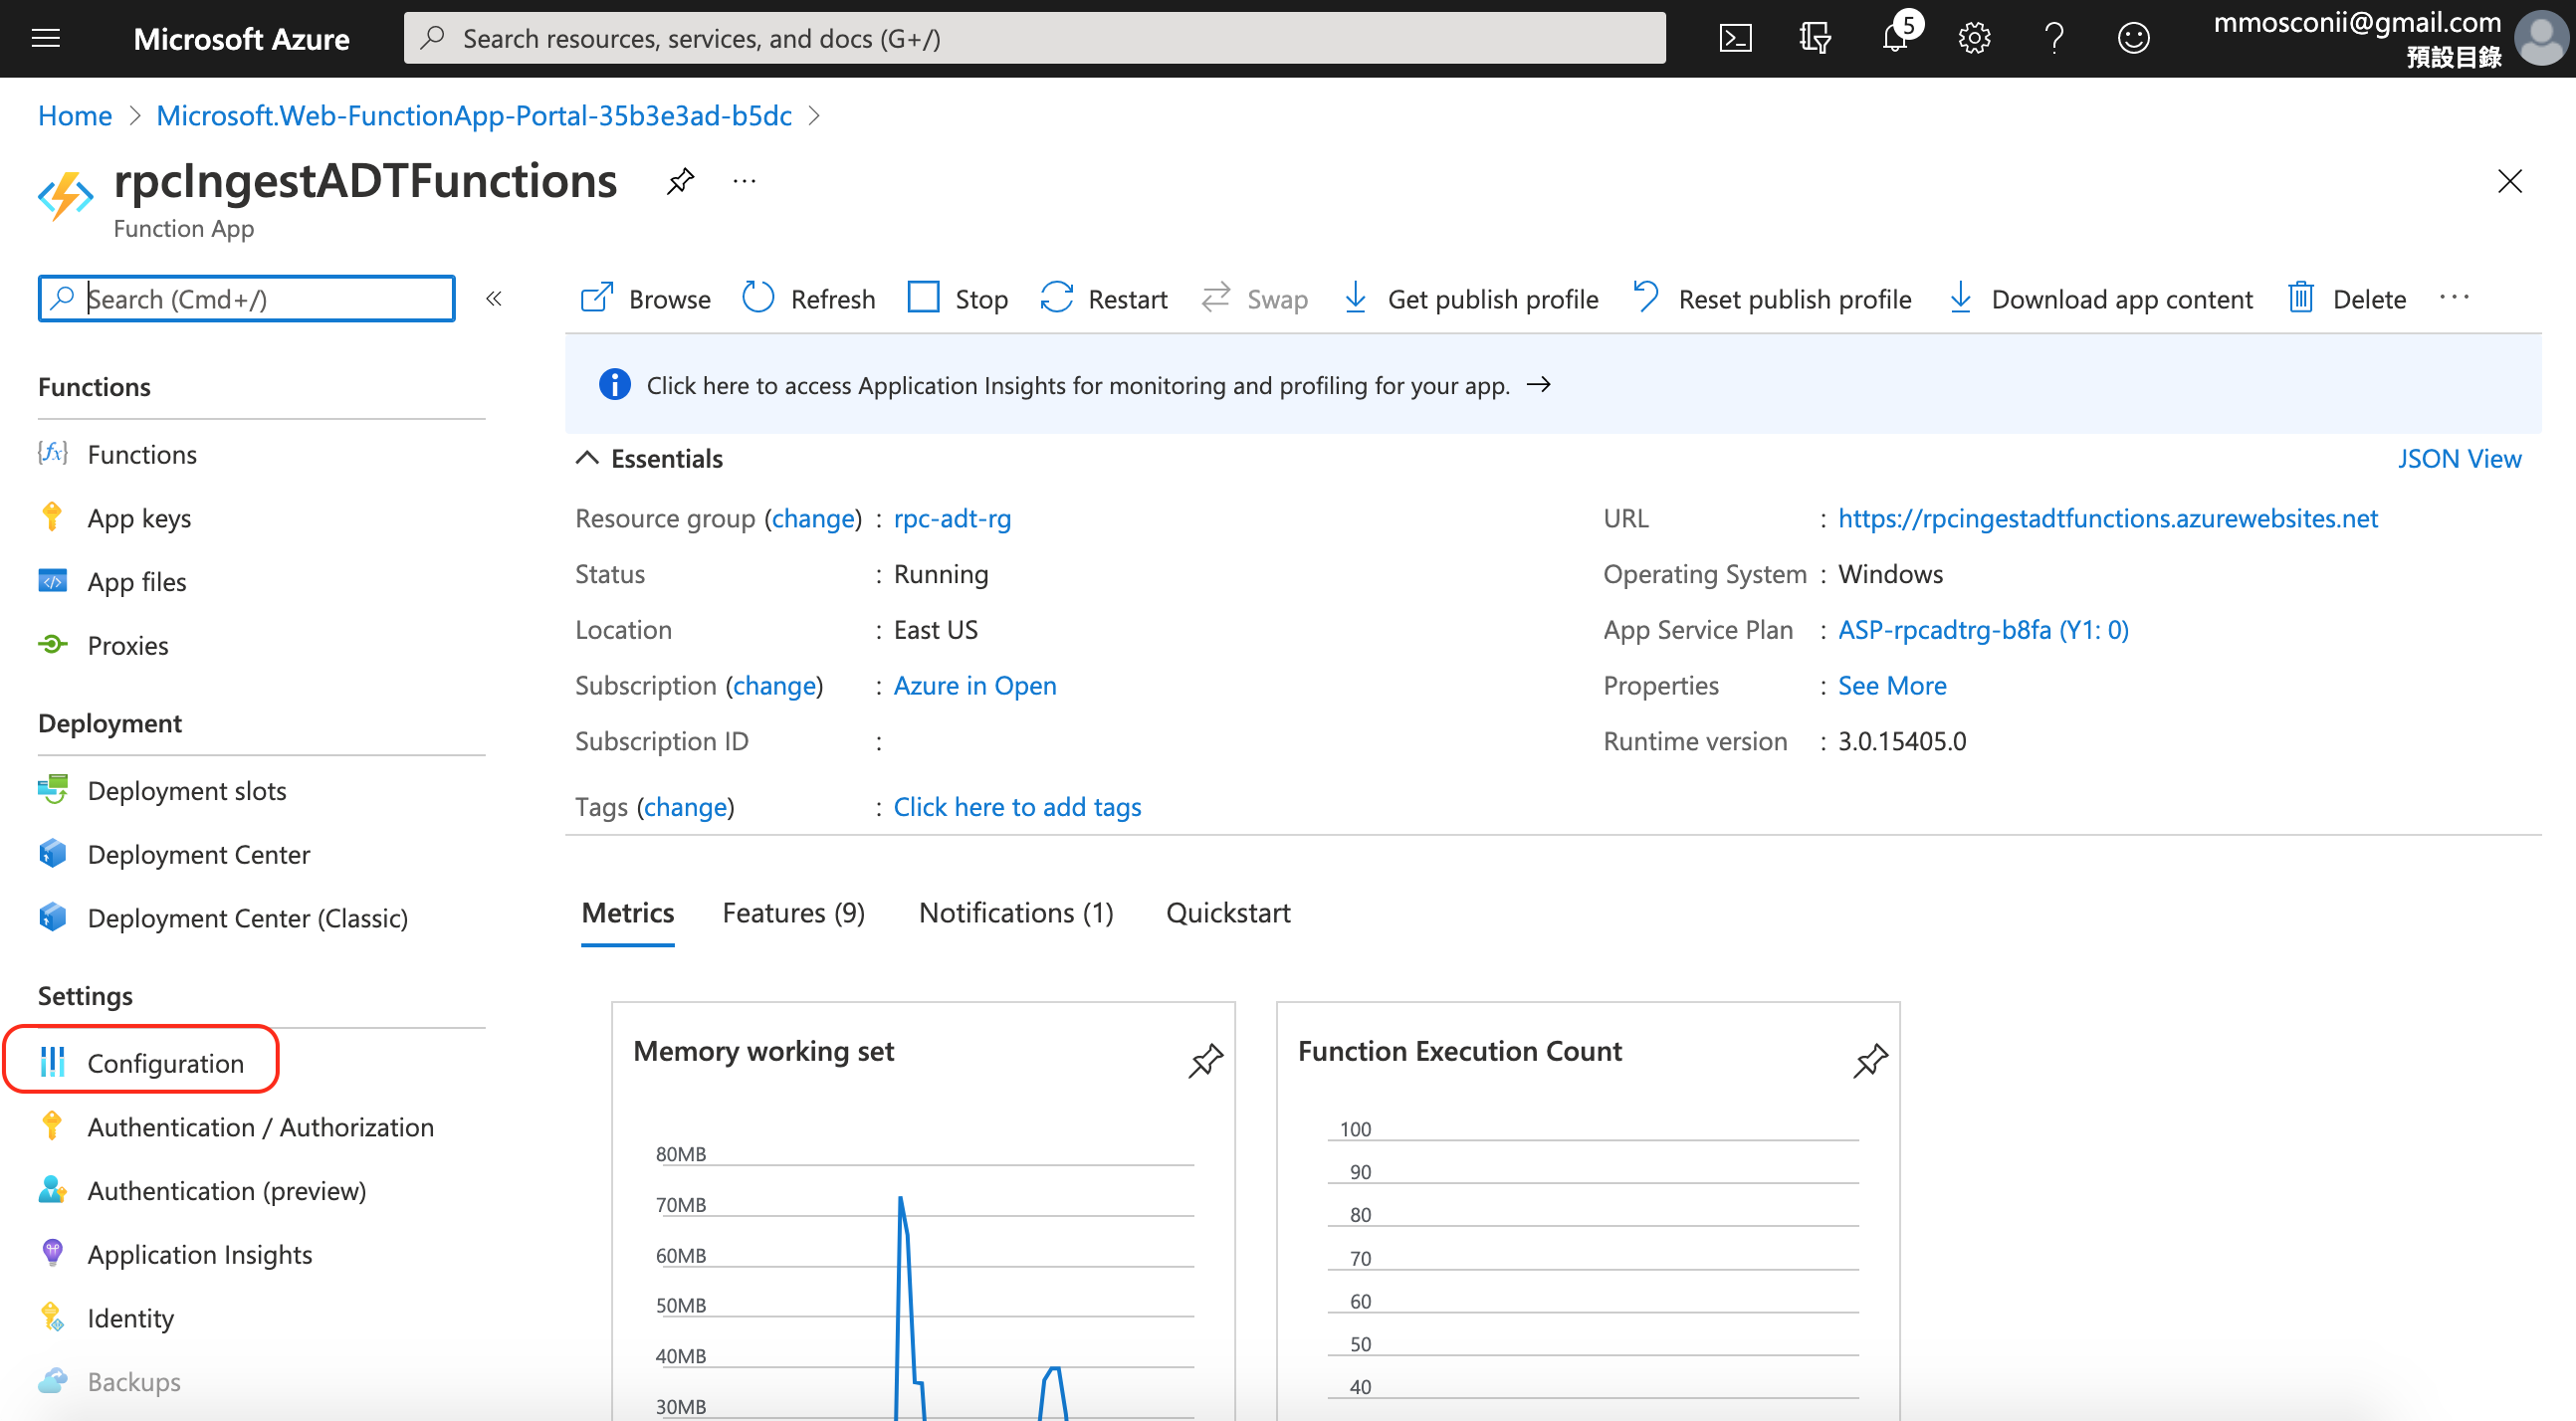 Microsoft Azure
Search resources, services, and docs (G+/)
5
mmosconii@gmail.com
預設目錄
Home > Microsoft.Web-FunctionApp-Portal-35b3e3ad-b5dc >
rpcIngestADTFunctions ...
Function App
Search (Cmd+/) «
Browse Refresh Stop Restart Swap Get publish profile Reset publish profile Download app content Delete ...
Click here to access Application Insights for monitoring and profiling for your app. →
Essentials JSON View
Resource group (change) : rpc-adt-rg
Status : Running
Location : East US
Subscription (change) : Azure in Open
Subscription ID :
Tags (change) : Click here to add tags
URL : https://rpcingestadtfunctions.azurewebsites.net
Operating System : Windows
App Service Plan : ASP-rpcadtrg-b8fa (Y1: 0)
Properties : See More
Runtime version : 3.0.15405.0
Functions
Functions
App keys
App files
Proxies
Deployment
Deployment slots
Deployment Center
Deployment Center (Classic)
Settings
Configuration
Authentication / Authorization
Authentication (preview)
Application Insights
Identity
Backups
Metrics Features (9) Notifications (1) Quickstart
Memory working set
80MB
70MB
60MB
50MB
40MB
30MB
Function Execution Count
100
90
80
70
60
50
40